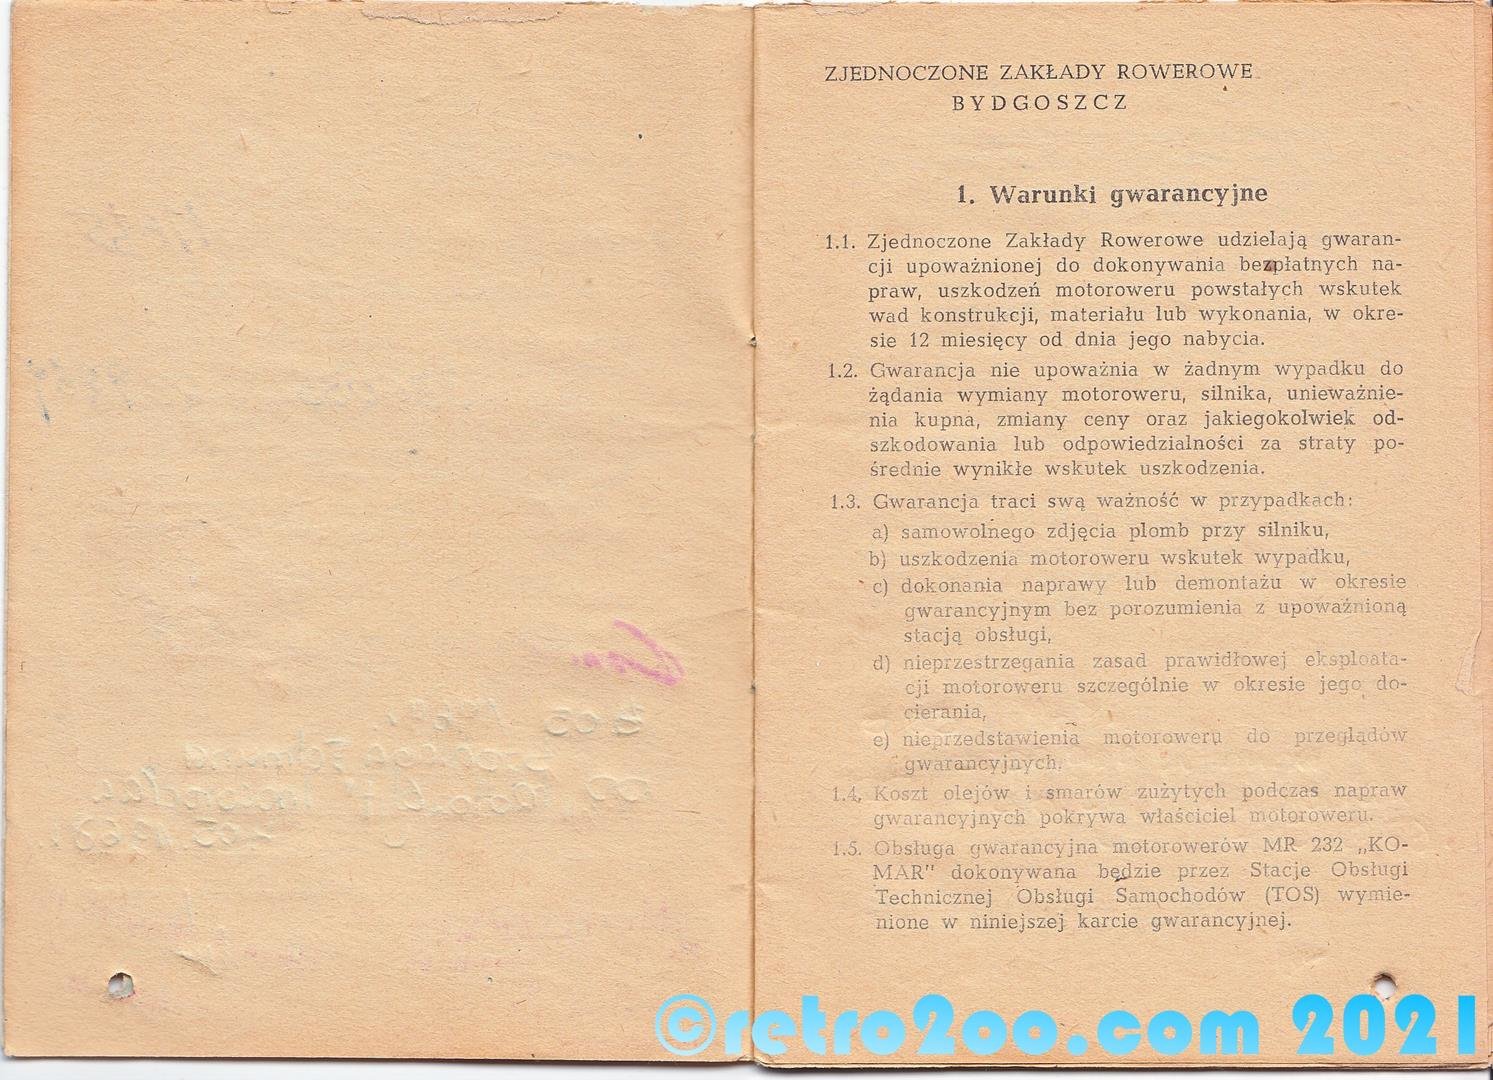 ZJEDNOCZONE ZAKŁADY ROWEROWE
BYDGOSZCZ
1. Warunki gwarancyjne
1.1. Zjednoczone Zakłady Rowerowe udzielają gwaran-
cji upoważnionej do dokonywania bezpłatnych na-
praw, uszkodzeń motoroweru powstałych wskutek
wad konstrukcji, materiału lub wykonania, w okre-
sie 12 miesięcy od dnia jego nabycia.
1.2. Gwarancja nie upoważnia w żadnym wypadku do
żądania wymiany motoroweru, silnika, unieważnie-
nia kupna, zmiany ceny oraz jakiegokolwiek od-
szkodowania lub odpowiedzialności za straty po-
średnie wynikłe wskutek uszkodzenia.
1.3. Gwarancja traci swą ważność w przypadkach:
a) samowolnego zdjęcia plomb przy silniku,
b) uszkodzenia motoroweru wskutek wypadku,
c) dokonania naprawy lub demontażu w okresie
gwarancyjnym bez porozumienia z upoważnioną
stacją obsługi,
d) nieprzestrzegania zasad prawidłowej eksploata-
cji motoroweru szczególnie w okresie jego do-
cierania,
e) nieprzedstawienia motoroweru do przeglądów
gwarancyjnych.
1.4. Koszt olejów i smarów zużytych podczas napraw
gwarancyjnych pokrywa właściciel motoroweru.
1.5. Obsługa gwarancyjna motorowerów MR 232 „KO-
MAR" dokonywana będzie przez Stacje Obsługi
Technicznej Obsługi Samochodów (TOS) wymie-
nione w niniejszej karcie gwarancyjnej.
©retro2oo.com 2021